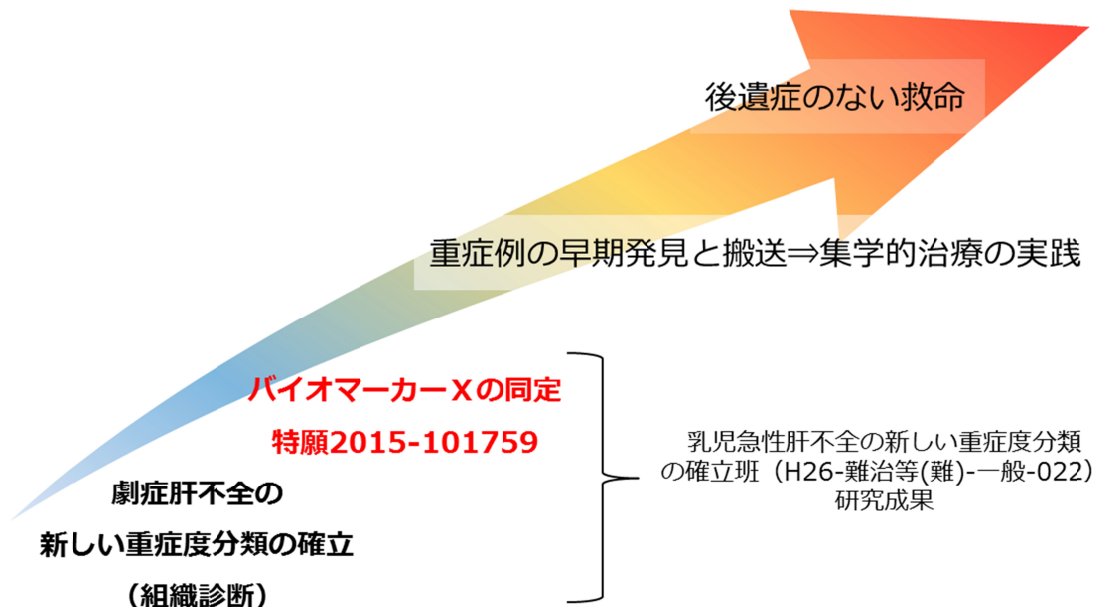 後遺症のない救命
重症例の早期発見と搬送⇒集学的治療の実践
バイオマーカーXの同定
特願2015-101759
劇症肝不全の
新しい重症度分類の確立
（組織診断）
乳児急性肝不全の新しい重症度分類
の確立班（H26-難治等(難)-一般-022）
研究成果